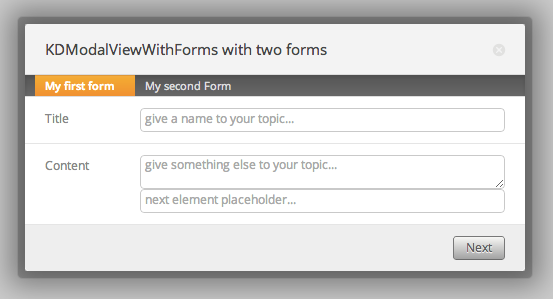 KDModalViewWithForms with two forms
My first form My second Form
Title give a name to your topic...
Content give something else to your topic...
next element placeholder...
Next